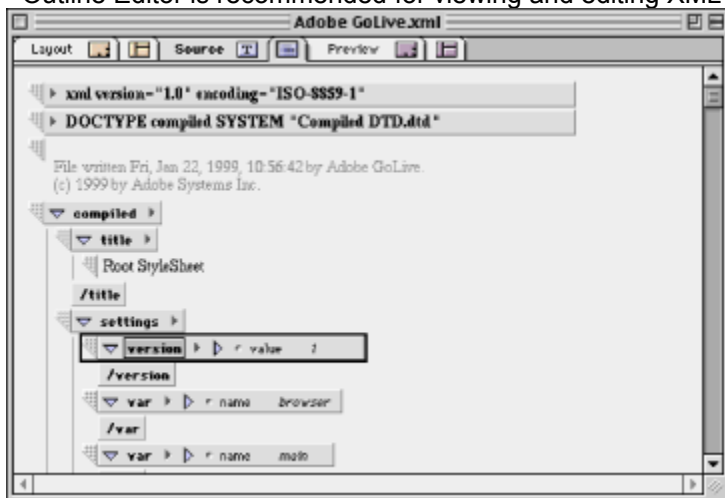 Outline Editor is recommended for viewing and editing XML
Adobe GoLive.xml
Layout Source T Preview
xml version="1.0" encoding="ISO-8859-1"
DOCTYPE compiled SYSTEM "Compiled DTD.dtd"
File written Fri, Jan 22, 1999, 10:56:42 by Adobe GoLive.
(c) 1999 by Adobe Systems Inc.
compiled
title
Root StyleSheet
/title
settings
version r value 1
/version
var r name browser
/var
var r name main